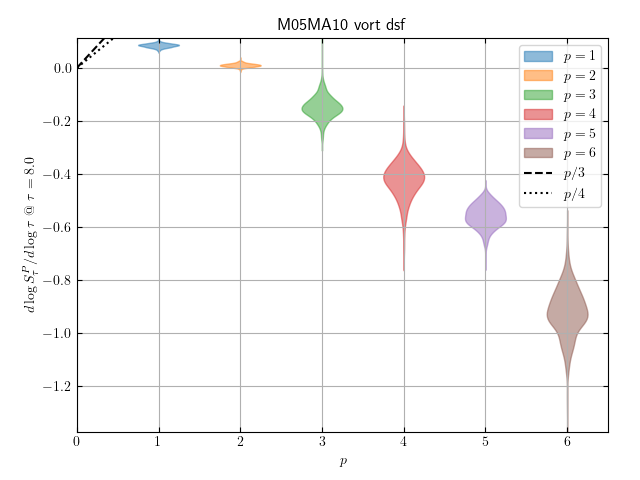 M05MA10 vort dsf
d log S_τ^P / d log τ @ τ = 8.0
0.0
−0.2
−0.4
−0.6
−0.8
−1.0
−1.2
0 1 2 3 4 5 6
p
p = 1
p = 2
p = 3
p = 4
p = 5
p = 6
p/3
p/4